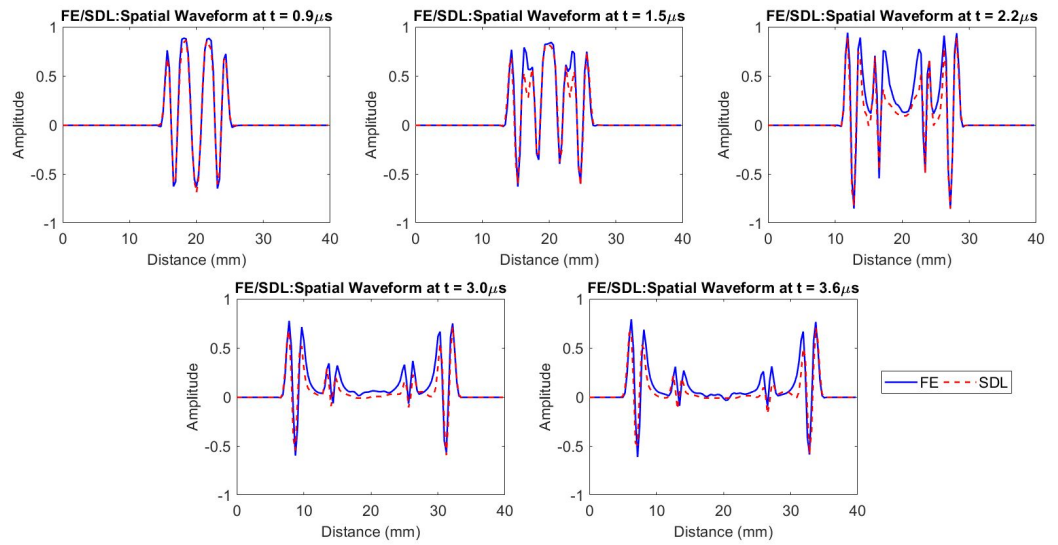 FE/SDL:Spatial Waveform at t = 0.9μs
1
0.5
0
-0.5
-1
Amplitude
0 10 20 30 40
Distance (mm)
FE/SDL:Spatial Waveform at t = 1.5μs
1
0.5
0
-0.5
-1
Amplitude
0 10 20 30 40
Distance (mm)
FE/SDL:Spatial Waveform at t = 2.2μs
1
0.5
0
-0.5
-1
Amplitude
0 10 20 30 40
Distance (mm)
FE/SDL:Spatial Waveform at t = 3.0μs
1
0.5
0
-0.5
-1
Amplitude
0 10 20 30 40
Distance (mm)
FE/SDL:Spatial Waveform at t = 3.6μs
1
0.5
0
-0.5
-1
Amplitude
0 10 20 30 40
Distance (mm)
FE SDL